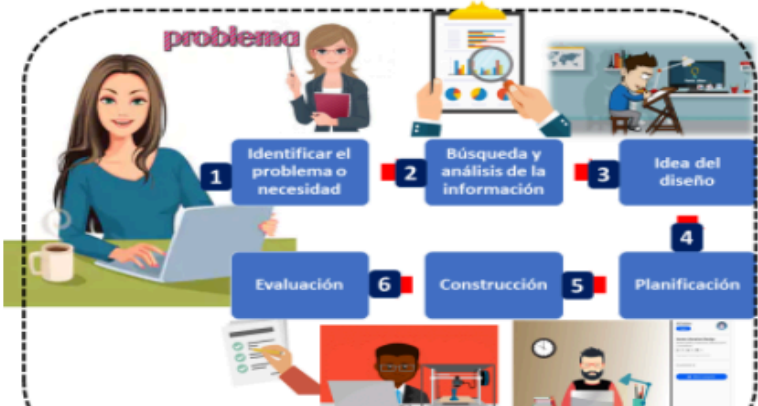 problema
1
Identificar el
problema o
necesidad
2
Búsqueda y
análisis de la
información
3
Idea del
diseño
4
Planificación
5
Construcción
6
Evaluación